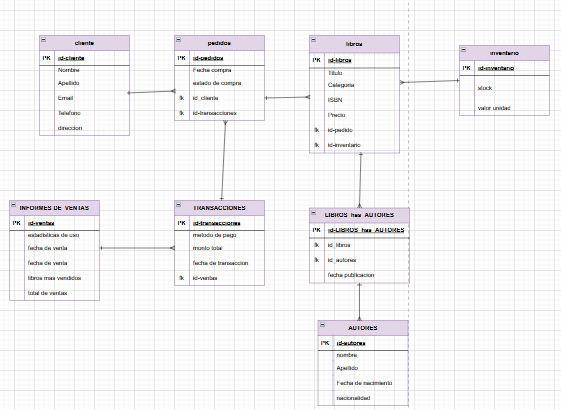 cliente
PK id-cliente
Nombre
Apellido
Email
Telefono
direccion
pedidos
PK id-pedidos
Fecha compra
estado de compra
fk id_cliente
fk id-transacciones
libros
PK id-libros
Titulo
Categoria
ISBN
Precio
fk id-pedido
fk id-inventario
inventario
PK id-inventario
stock
valor unidad
INFORMES DE VENTAS
PK id-ventas
estadisticas de uso
fecha de venta
fecha de venta
libros mas vendidos
total de ventas
TRANSACCIONES
PK id-transacciones
metodo de pago
monto total
fecha de transaccion
fk id-ventas
LIBROS_has_AUTORES
PK id-LIBROS_has_AUTORES
fk id_libros
fk id_autores
fecha publicacion
AUTORES
PK id-autores
nombre
Apellido
Fecha de nacimiento
nacionalidad